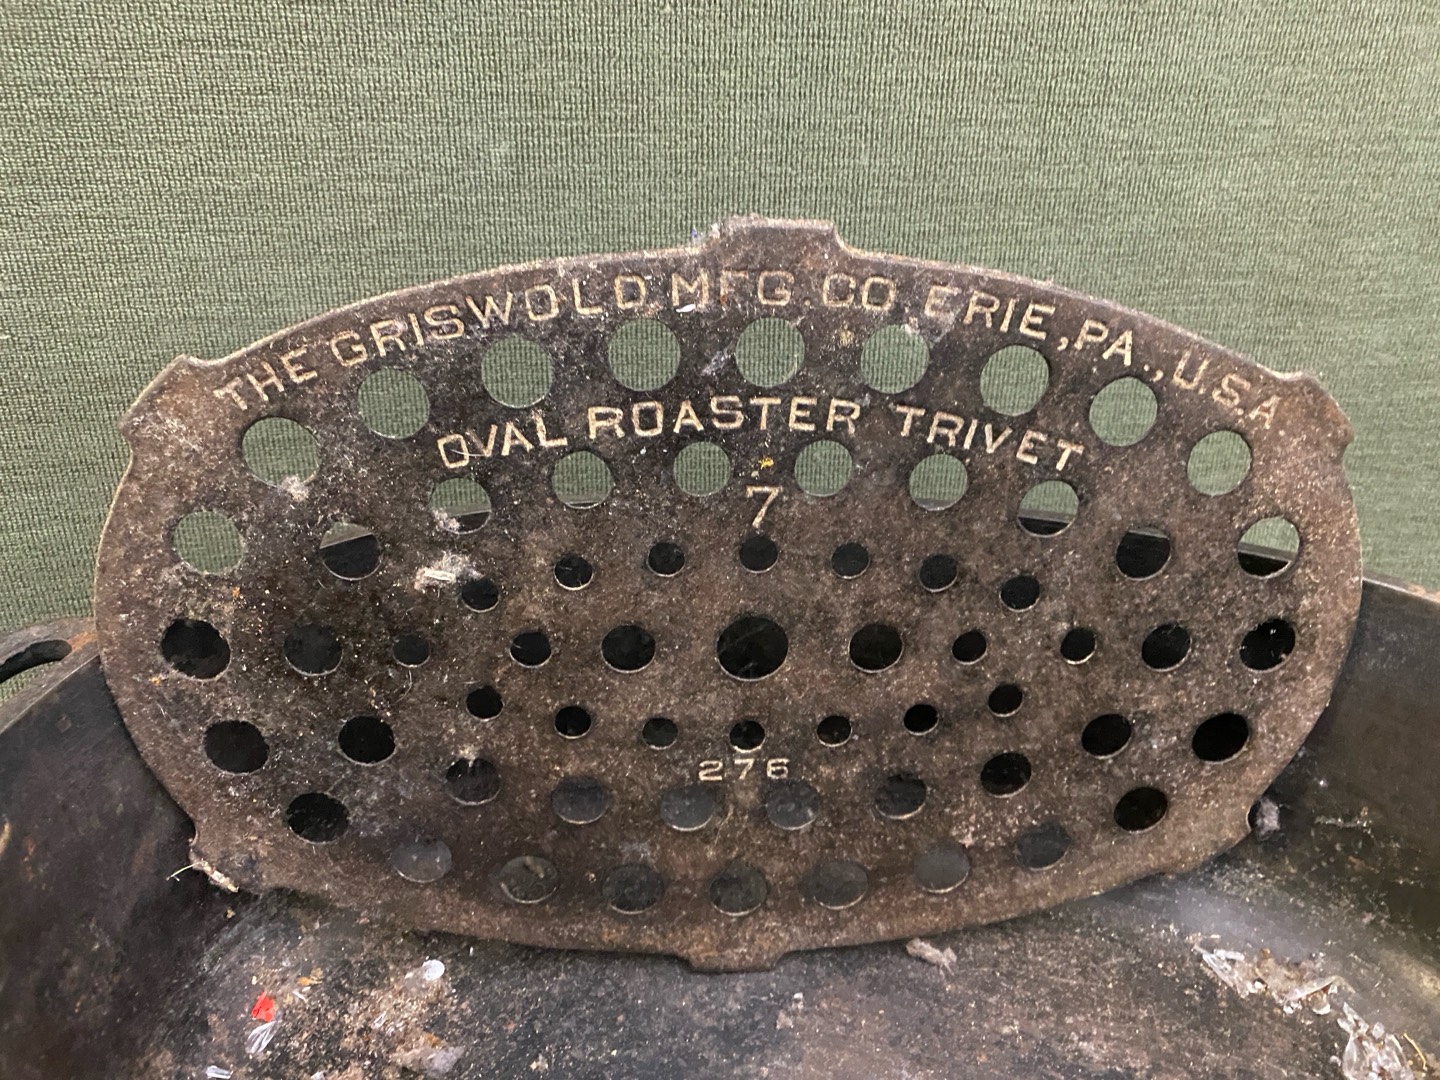 THE GRISWOLD MFG. CO. ERIE, PA., U.S.A
OVAL ROASTER TRIVET
7
276